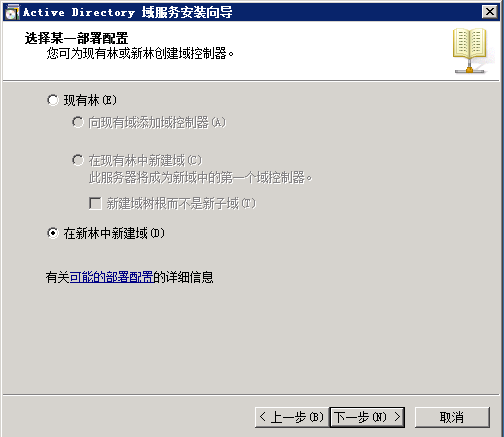 Active Directory 域服务安装向导
选择某一部署配置
您可为现有林或新林创建域控制器。
现有林(E)
向现有域添加域控制器(A)
在现有林中新建域(C)
此服务器将成为新域中的第一个域控制器。
新建域树根而不是新子域(T)
在新林中新建域(D)
有关可能的部署配置的详细信息
< 上一步(B) 下一步(N) > 取消